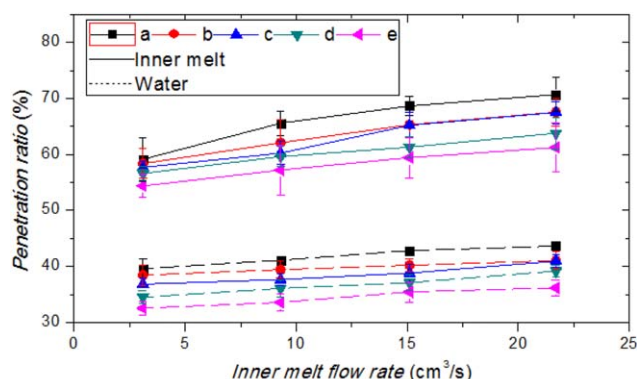 a b c d e
Inner melt
Water
Penetration ratio (%)
85
80
70
60
50
40
30
0 5 10 15 20 25
Inner melt flow rate (cm³/s)